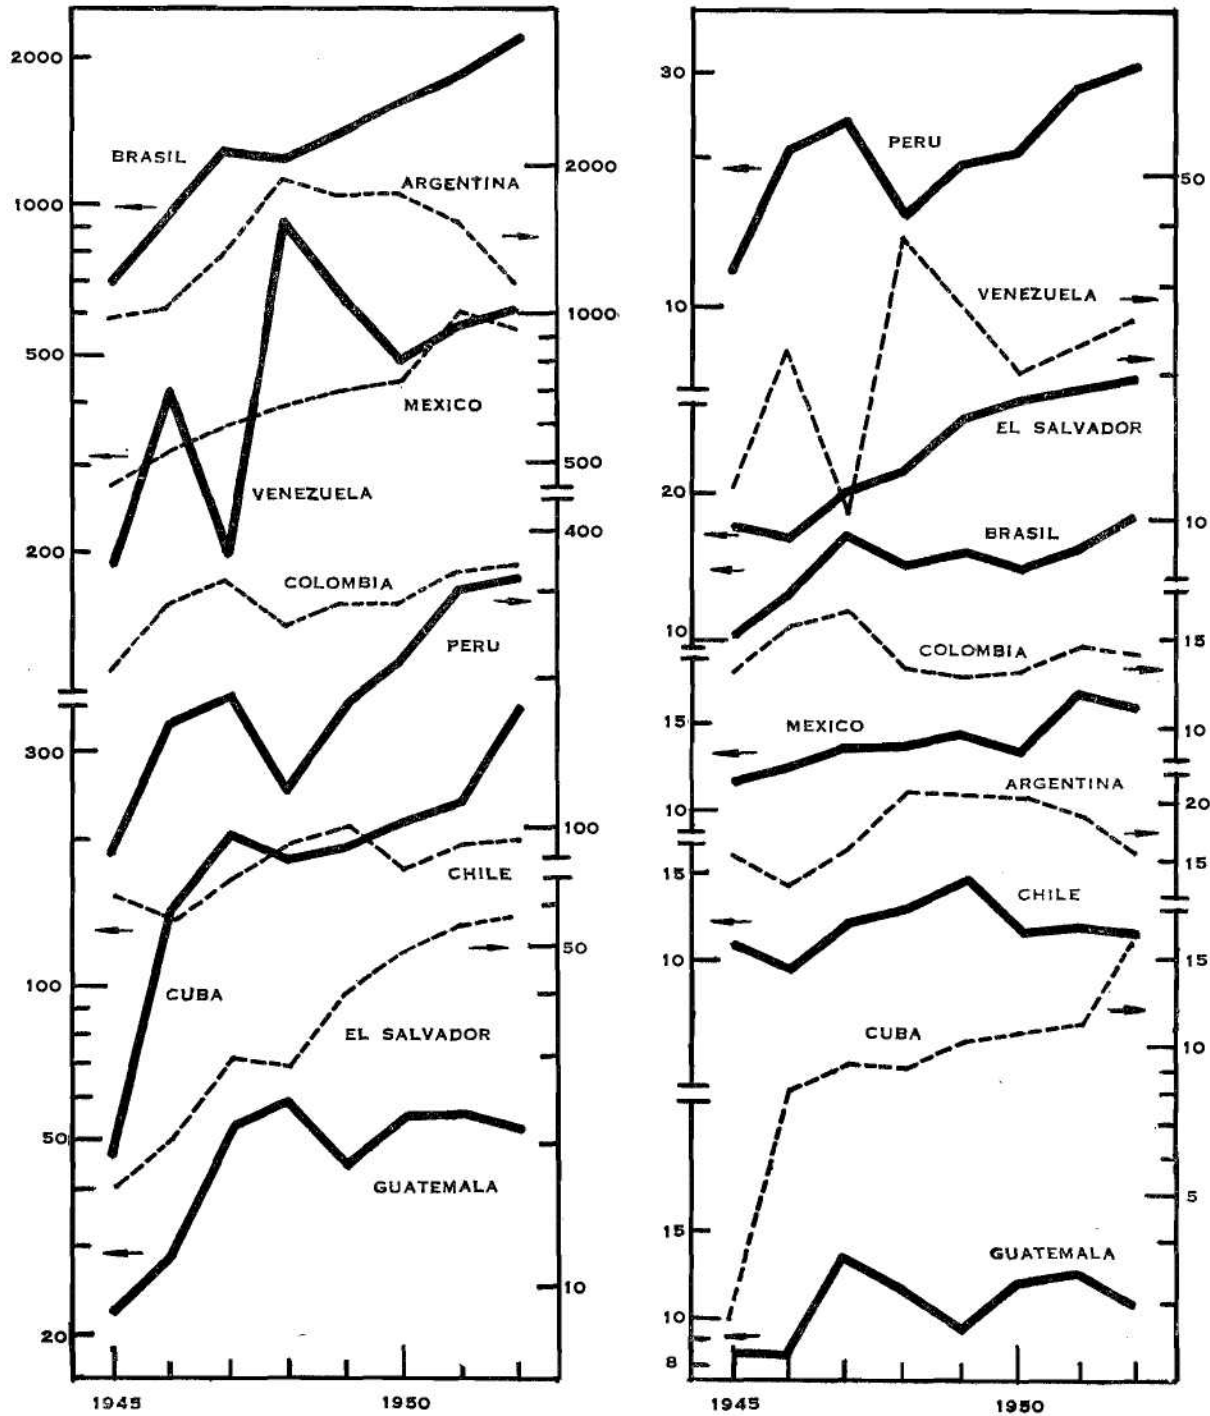 2000
BRASIL
2000
ARGENTINA
1000
1000
700
500
MEXICO
500
VENEZUELA
400
200
COLOMBIA
PERU
300
100
CHILE
50
100
CUBA
EL SALVADOR
50
GUATEMALA
10
20
1945
1950
30
PERU
50
VENEZUELA
10
EL SALVADOR
20
10
BRASIL
10
15
COLOMBIA
15
MEXICO
10
ARGENTINA
10
20
15
15
CHILE
10
15
CUBA
10
5
15
GUATEMALA
10
8
1945
1950